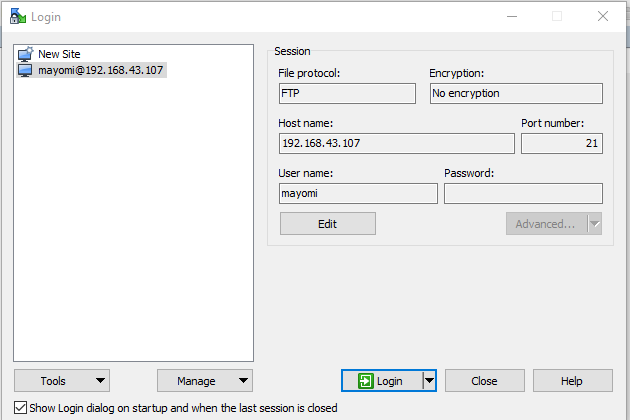 Login
New Site
mayomi@192.168.43.107
Session
File protocol: Encryption:
FTP No encryption
Host name: Port number:
192.168.43.107 21
User name: Password:
mayomi
Edit Advanced...
Tools Manage Login Close Help
Show Login dialog on startup and when the last session is closed